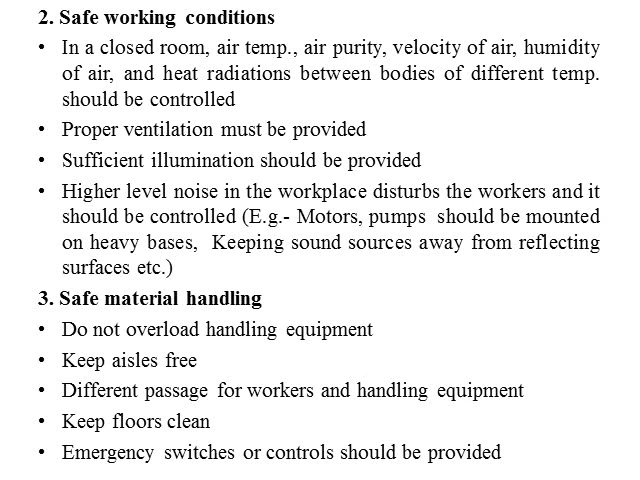 2. Safe working conditions
• In a closed room, air temp., air purity, velocity of air, humidity
of air, and heat radiations between bodies of different temp.
should be controlled
• Proper ventilation must be provided
• Sufficient illumination should be provided
• Higher level noise in the workplace disturbs the workers and it
should be controlled (E.g.- Motors, pumps should be mounted
on heavy bases, Keeping sound sources away from reflecting
surfaces etc.)
3. Safe material handling
• Do not overload handling equipment
• Keep aisles free
• Different passage for workers and handling equipment
• Keep floors clean
• Emergency switches or controls should be provided